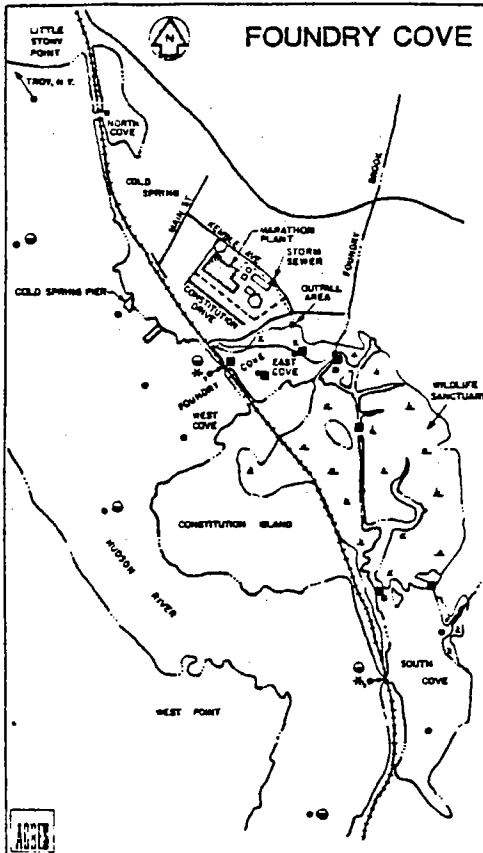 FOUNDRY COVE
LITTLE
STONY
POINT
N
TROY, N.Y.
NORTH
COVE
COLD
SPRING
MAIN ST
KEMBLE AVE
MARATHON
PLANT
STORM
SEWER
BROOK
FOUNDRY
OUTFALL
AREA
CONSTITUTION
DRIVE
COLD SPRING PIER
FOUNDRY COVE
EAST
COVE
WEST
COVE
WILDLIFE
SANCTUARY
CONSTITUTION ISLAND
HUDSON
RIVER
SOUTH
COVE
WEST POINT
ACRES